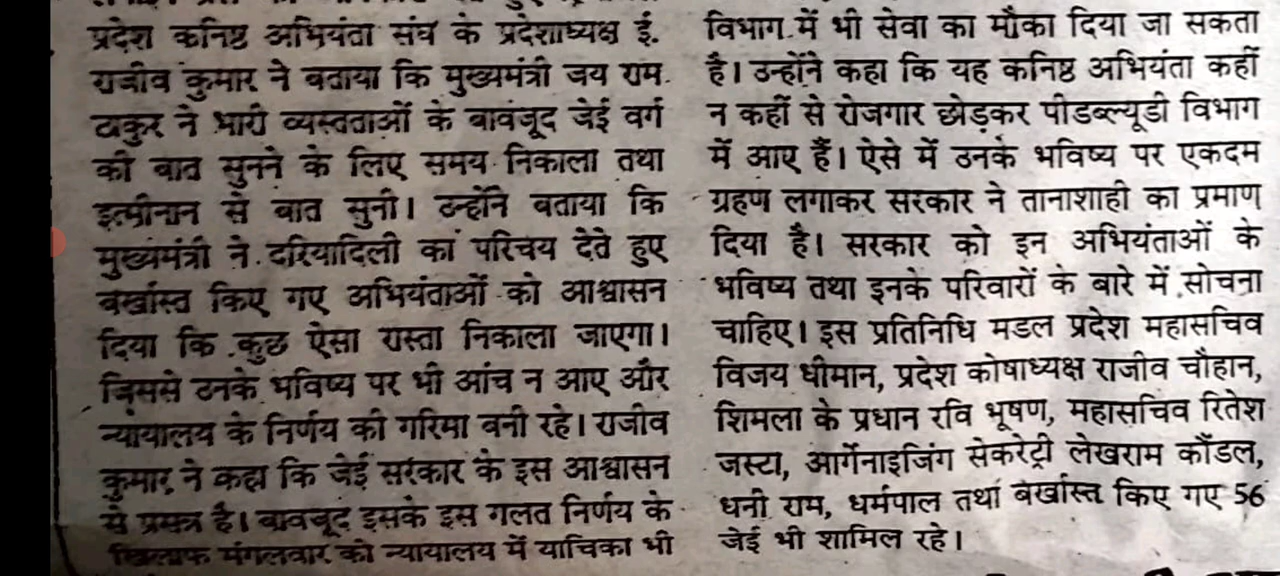 प्रदेश कनिष्ठ अभियंता संघ के प्रदेशाध्यक्ष ई.
राजीव कुमार ने बताया कि मुख्यमंत्री जय राम
ठाकुर ने भारी व्यस्तताओं के बावजूद जेई वर्ग
की बात सुनने के लिए समय निकाला तथा
इत्मीनान से बात सुनी। उन्होंने बताया कि
मुख्यमंत्री ने दरियादिली का परिचय देते हुए
बर्खास्त किए गए अभियंताओं को आश्वासन
दिया कि कुछ ऐसा रास्ता निकाला जाएगा।
जिससे उनके भविष्य पर भी आंच न आए और
न्यायालय के निर्णय की गरिमा बनी रहे। राजीव
कुमार ने कहा कि जेई सरकार के इस आश्वासन
से प्रसन्न है। बावजूद इसके इस गलत निर्णय के
खिलाफ मंगलवार को न्यायालय में याचिका भी
विभाग में भी सेवा का मौका दिया जा सकता
है। उन्होंने कहा कि यह कनिष्ठ अभियंता कहीं
न कहीं से रोजगार छोड़कर पीडब्ल्यूडी विभाग
में आए हैं। ऐसे में उनके भविष्य पर एकदम
ग्रहण लगाकर सरकार ने तानाशाही का प्रमाण
दिया है। सरकार को इन अभियंताओं के
भविष्य तथा इनके परिवारों के बारे में सोचना
चाहिए। इस प्रतिनिधि मडल प्रदेश महासचिव
विजय धीमान, प्रदेश कोषाध्यक्ष राजीव चौहान,
शिमला के प्रधान रवि भूषण, महासचिव रितेश
जस्टा, आर्गेनाइजिंग सेकरेट्री लेखराम कौंडल,
धनी राम, धर्मपाल तथा बर्खास्त किए गए 56
जेई भी शामिल रहे।